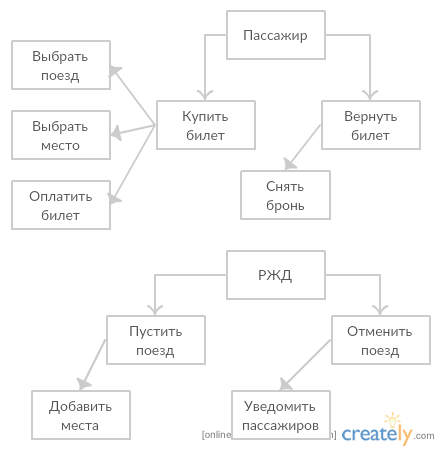 Пассажир
Выбрать
поезд
Купить
билет
Вернуть
билет
Выбрать
место
Оплатить
билет
Снять
бронь
РЖД
Пустить
поезд
Отменить
поезд
Добавить
места
Уведомить
пассажиров
[online
]
creately.com